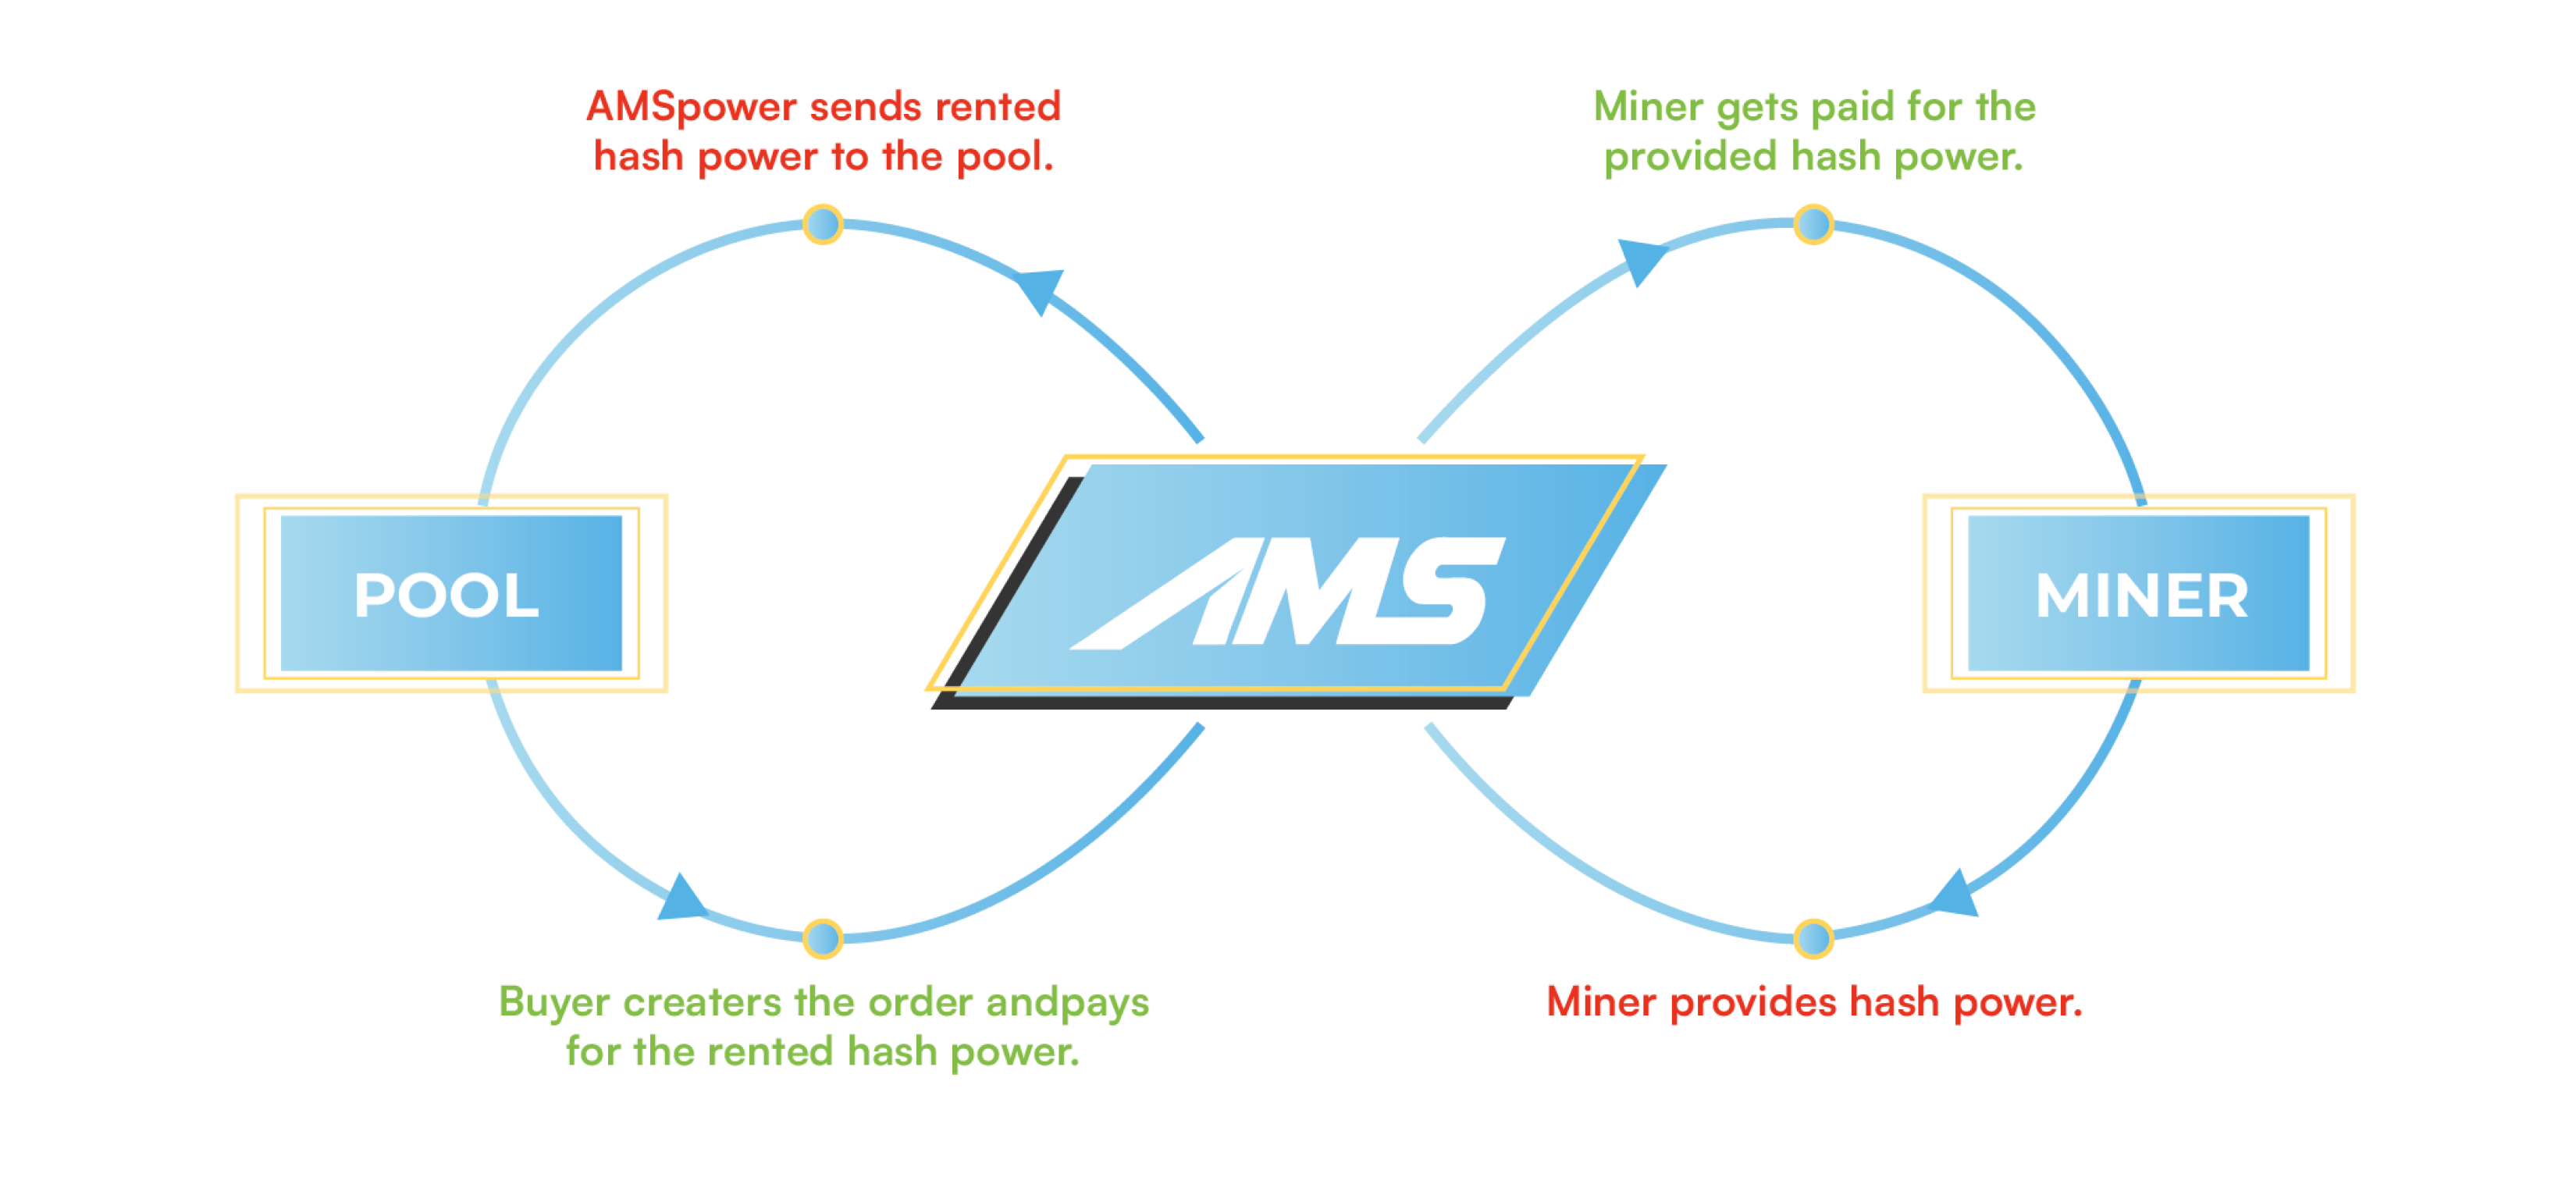 AMSpower sends rented
hash power to the pool.
Miner gets paid for the
provided hash power.
POOL
AMS
MINER
Buyer creaters the order andpays
for the rented hash power.
Miner provides hash power.